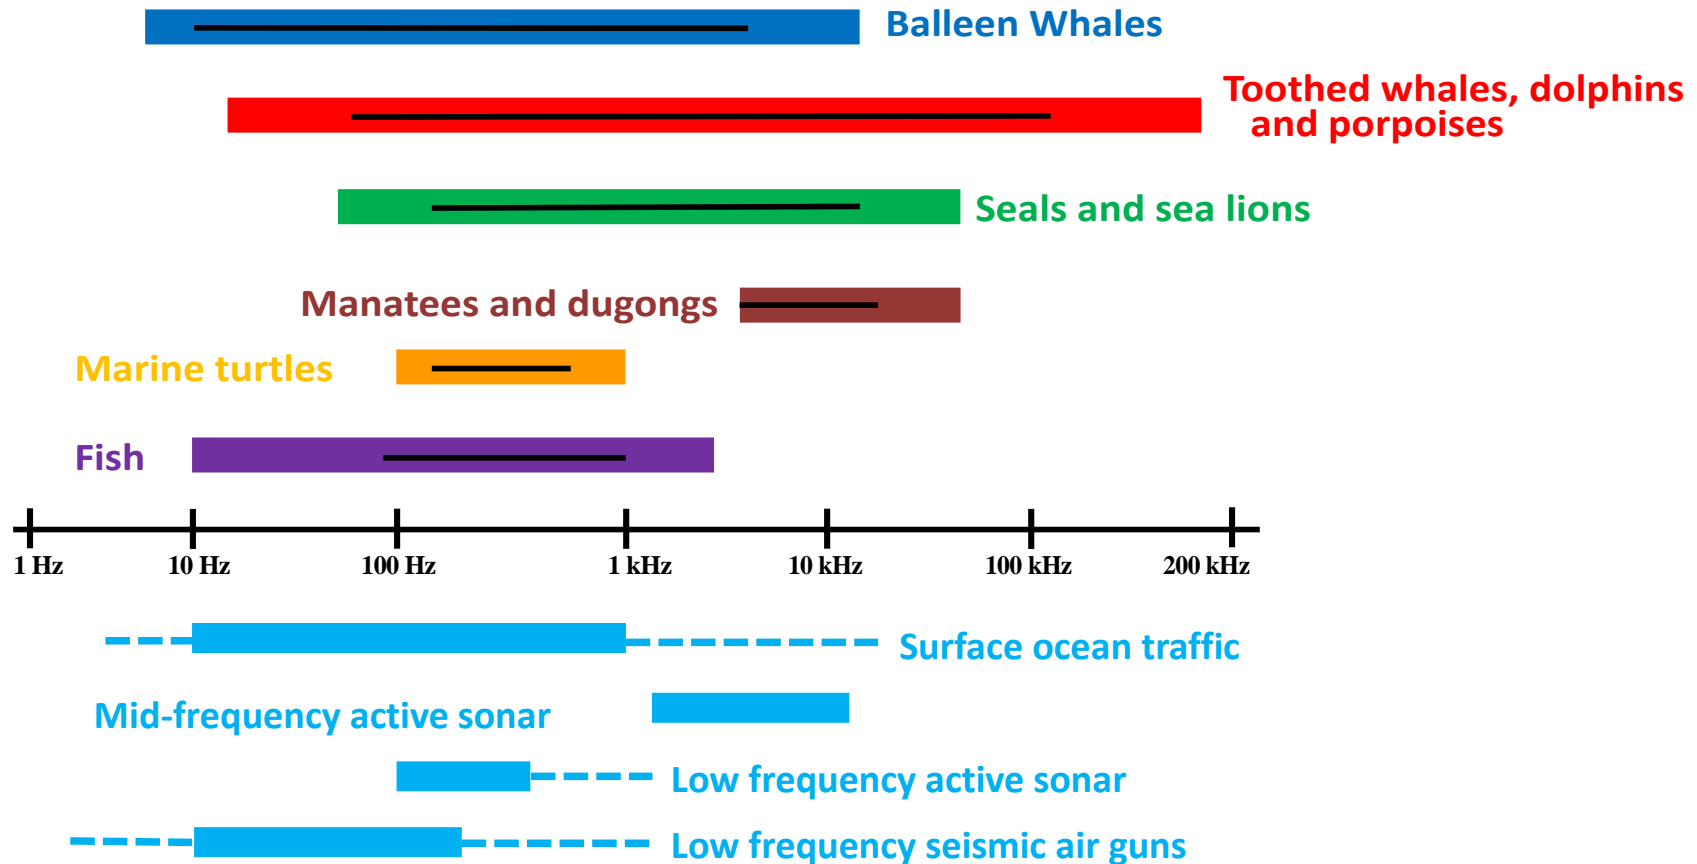 Balleen Whales
Toothed whales, dolphins
and porpoises
Seals and sea lions
Manatees and dugongs
Marine turtles
Fish
1 Hz 10 Hz 100 Hz 1 kHz 10 kHz 100 kHz 200 kHz
Surface ocean traffic
Mid-frequency active sonar
Low frequency active sonar
Low frequency seismic air guns